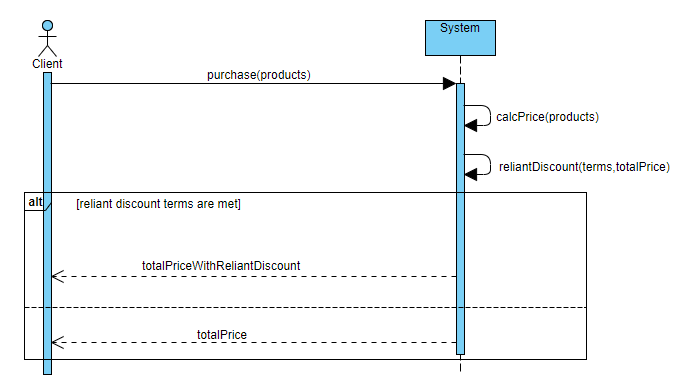 System
Client
purchase(products)
calcPrice(products)
reliantDiscount(terms,totalPrice)
alt
[reliant discount terms are met]
totalPriceWithReliantDiscount
totalPrice